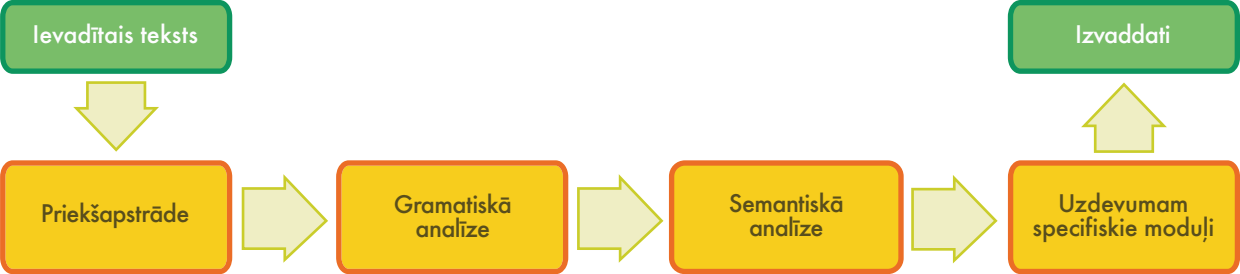 Ievadītais teksts
Izvaddati
Priekšapstrāde
Gramatiskā
analīze
Semantiskā
analīze
Uzdevumam
specifiskie moduļi